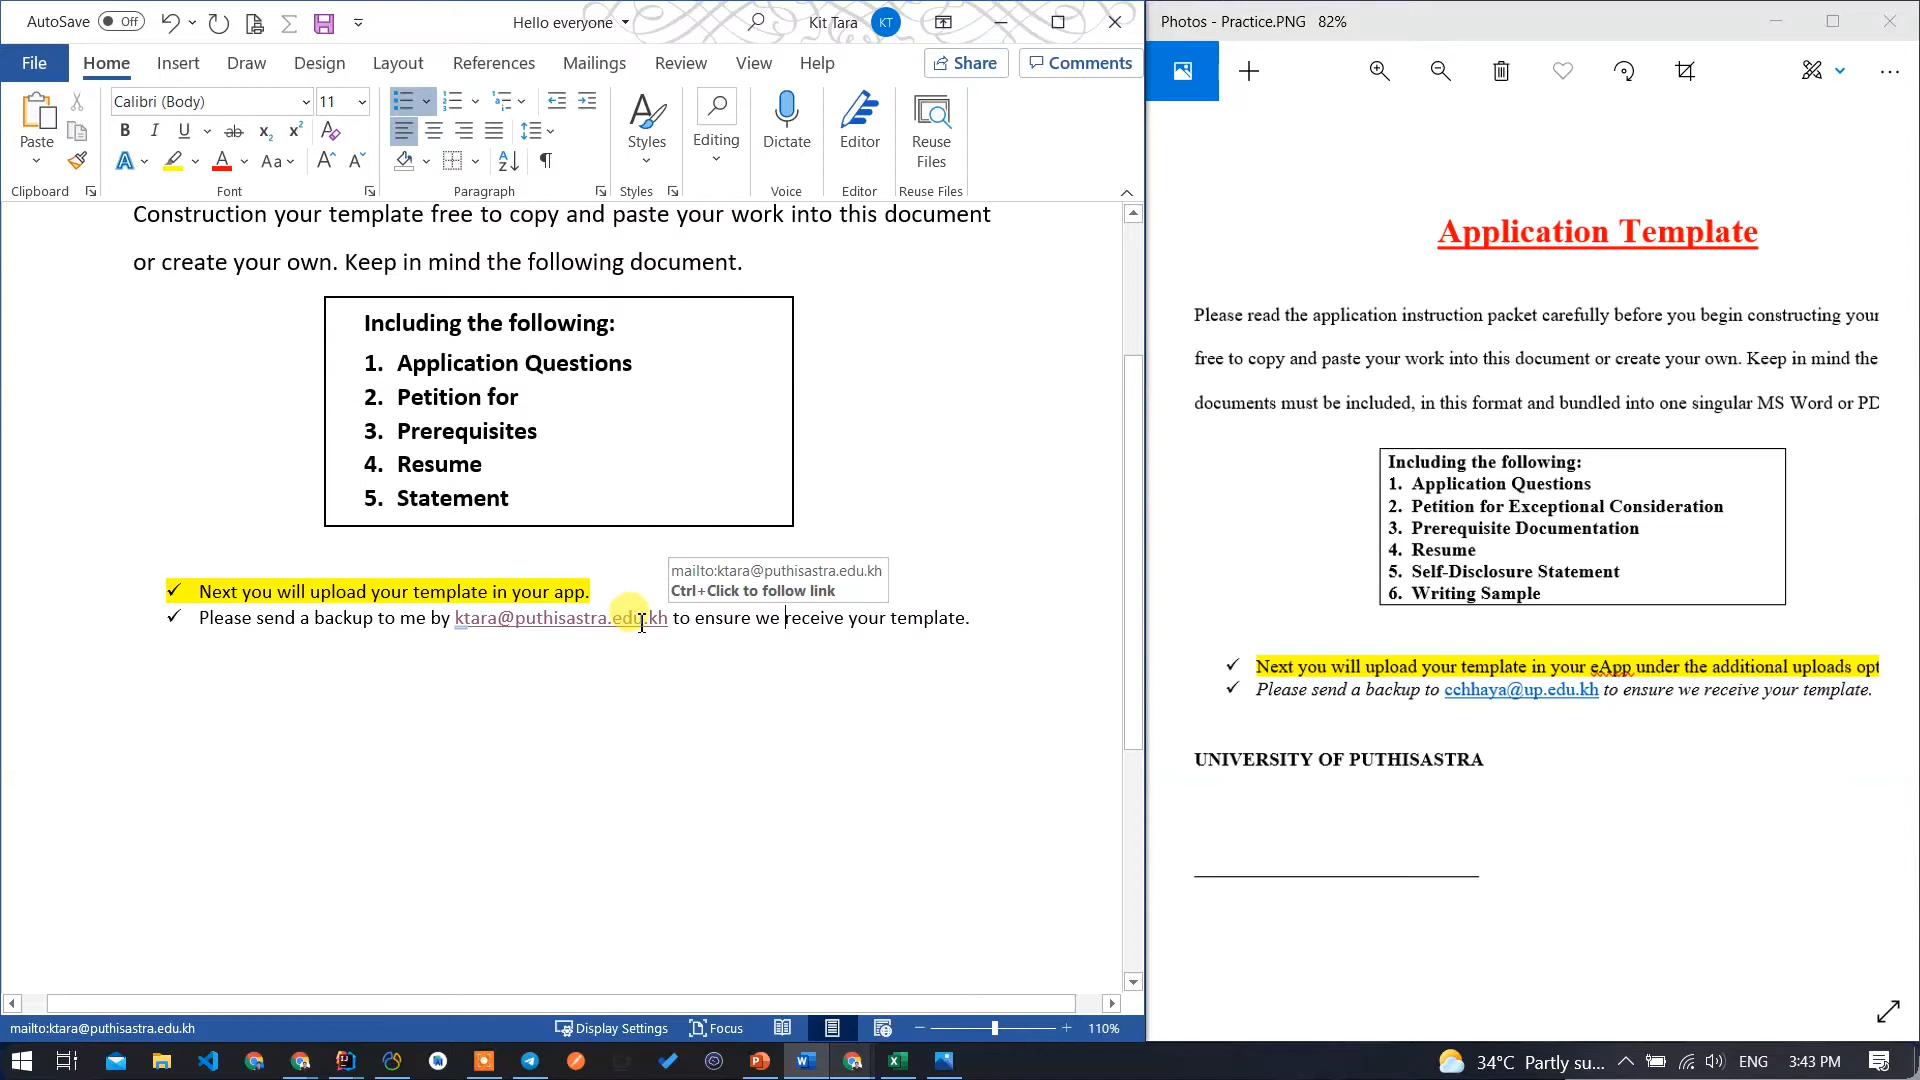 AutoSave Off
Hello everyone
Kit Tara KT
File Home Insert Draw Design Layout References Mailings Review View Help Share Comments
Paste
Calibri (Body) 11
Styles
Editing
Dictate
Editor
Reuse Files
Clipboard Font Paragraph Styles Voice Editor Reuse Files
Construction your template free to copy and paste your work into this document
or create your own. Keep in mind the following document.
Including the following:
1. Application Questions
2. Petition for
3. Prerequisites
4. Resume
5. Statement
mailto:ktara@puthisastra.edu.kh
Ctrl+Click to follow link
✓ Next you will upload your template in your app.
✓ Please send a backup to me by ktara@puthisastra.edu.kh to ensure we receive your template.
mailto:ktara@puthisastra.edu.kh Display Settings Focus 110%
Photos - Practice.PNG 82%
Application Template
Please read the application instruction packet carefully before you begin constructing your
free to copy and paste your work into this document or create your own. Keep in mind the
documents must be included, in this format and bundled into one singular MS Word or PD
Including the following:
1. Application Questions
2. Petition for Exceptional Consideration
3. Prerequisite Documentation
4. Resume
5. Self-Disclosure Statement
6. Writing Sample
✓ Next you will upload your template in your eApp under the additional uploads opt
✓ Please send a backup to cchhaya@up.edu.kh to ensure we receive your template.
UNIVERSITY OF PUTHISASTRA
34°C Partly su... ENG 3:43 PM